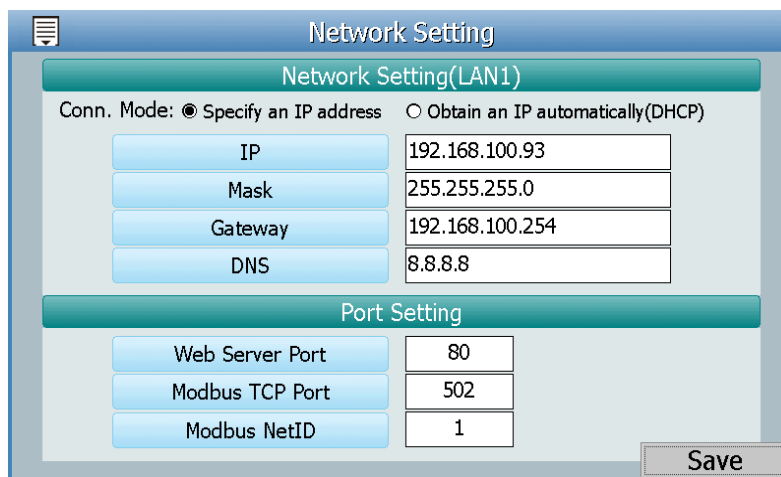 Network Setting
Network Setting(LAN1)
Conn. Mode: Specify an IP address Obtain an IP automatically(DHCP)
IP 192.168.100.93
Mask 255.255.255.0
Gateway 192.168.100.254
DNS 8.8.8.8
Port Setting
Web Server Port 80
Modbus TCP Port 502
Modbus NetID 1
Save